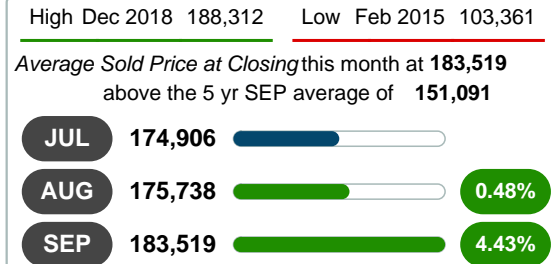 High Dec 2018 188,312 Low Feb 2015 103,361
Average Sold Price at Closing this month at 183,519
above the 5 yr SEP average of 151,091
JUL 174,906
AUG 175,738 0.48%
SEP 183,519 4.43%